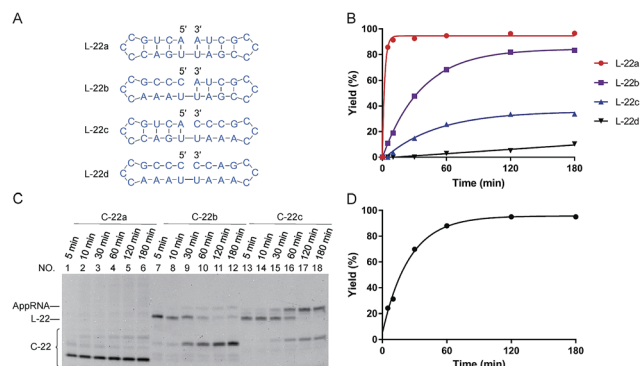 A
5' 3'
L-22a
5' 3'
L-22b
5' 3'
L-22c
5' 3'
L-22d
B
Yield (%)
100
80
60
40
20
0
0 60 120 180
Time (min)
L-22a
L-22b
L-22c
L-22d
C
C-22a C-22b C-22c
5 min 10 min 30 min 60 min 120 min 180 min 5 min 10 min 30 min 60 min 120 min 180 min 5 min 10 min 30 min 60 min 120 min 180 min
NO. 1 2 3 4 5 6 7 8 9 10 11 12 13 14 15 16 17 18
AppRNA
L-22
C-22
D
Yield (%)
100
80
60
40
20
0
0 60 120 180
Time (min)